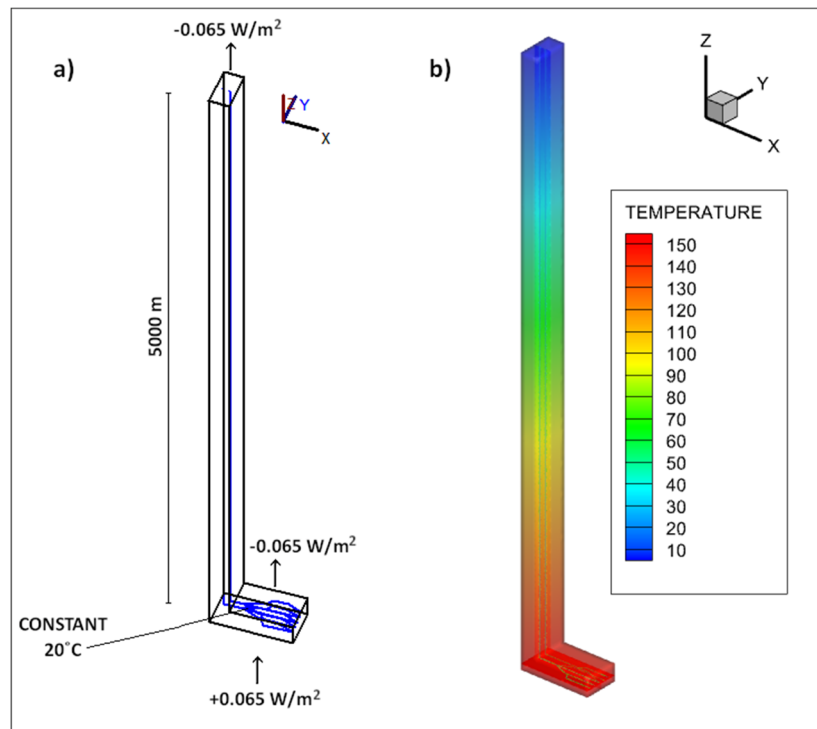 -0.065 W/m²
a)
b)
Z
Y
X
Z
Y
X
5000 m
TEMPERATURE
150
140
130
120
110
100
90
80
70
60
50
40
30
20
10
-0.065 W/m²
CONSTANT
20°C
+0.065 W/m²